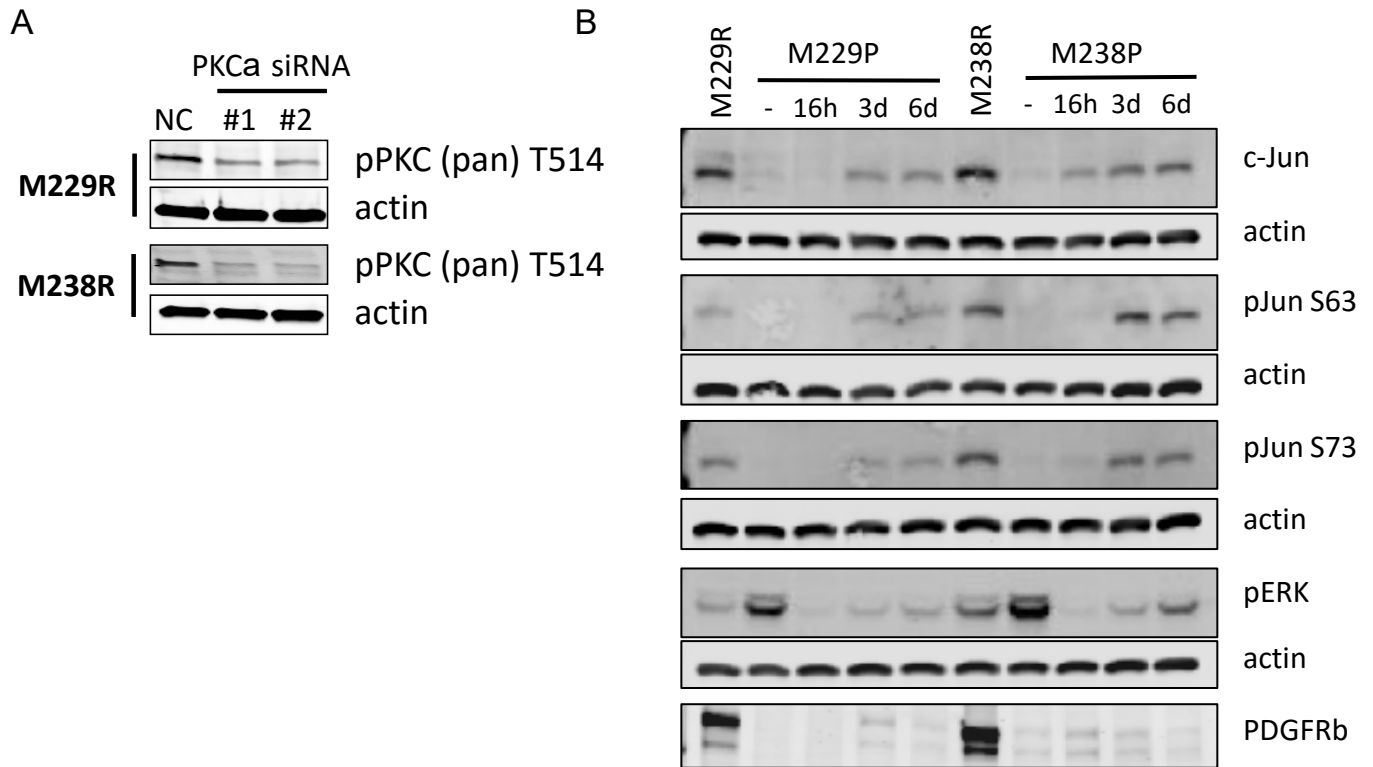 A
PKCa siRNA
NC #1 #2
M229R
pPKC (pan) T514
actin
M238R
pPKC (pan) T514
actin
B
M229R M229P M238R M238P
- 16h 3d 6d - 16h 3d 6d
c-Jun
actin
pJun S63
actin
pJun S73
actin
pERK
actin
PDGFRb